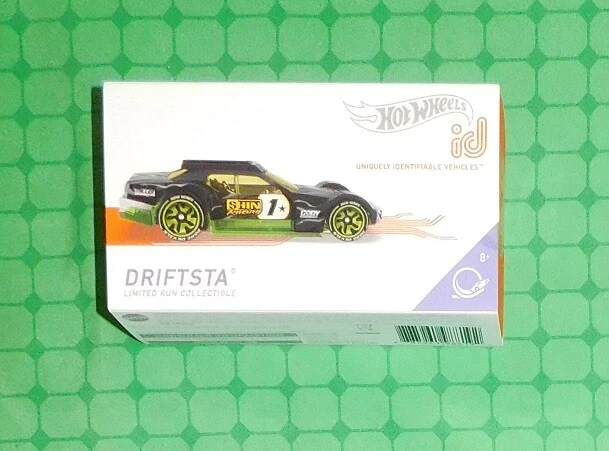 HOT WHEELS
id
UNIQUELY IDENTIFIABLE VEHICLES™
SHIN
1
DRIFTSTA®
LIMITED RUN COLLECTIBLE
8+